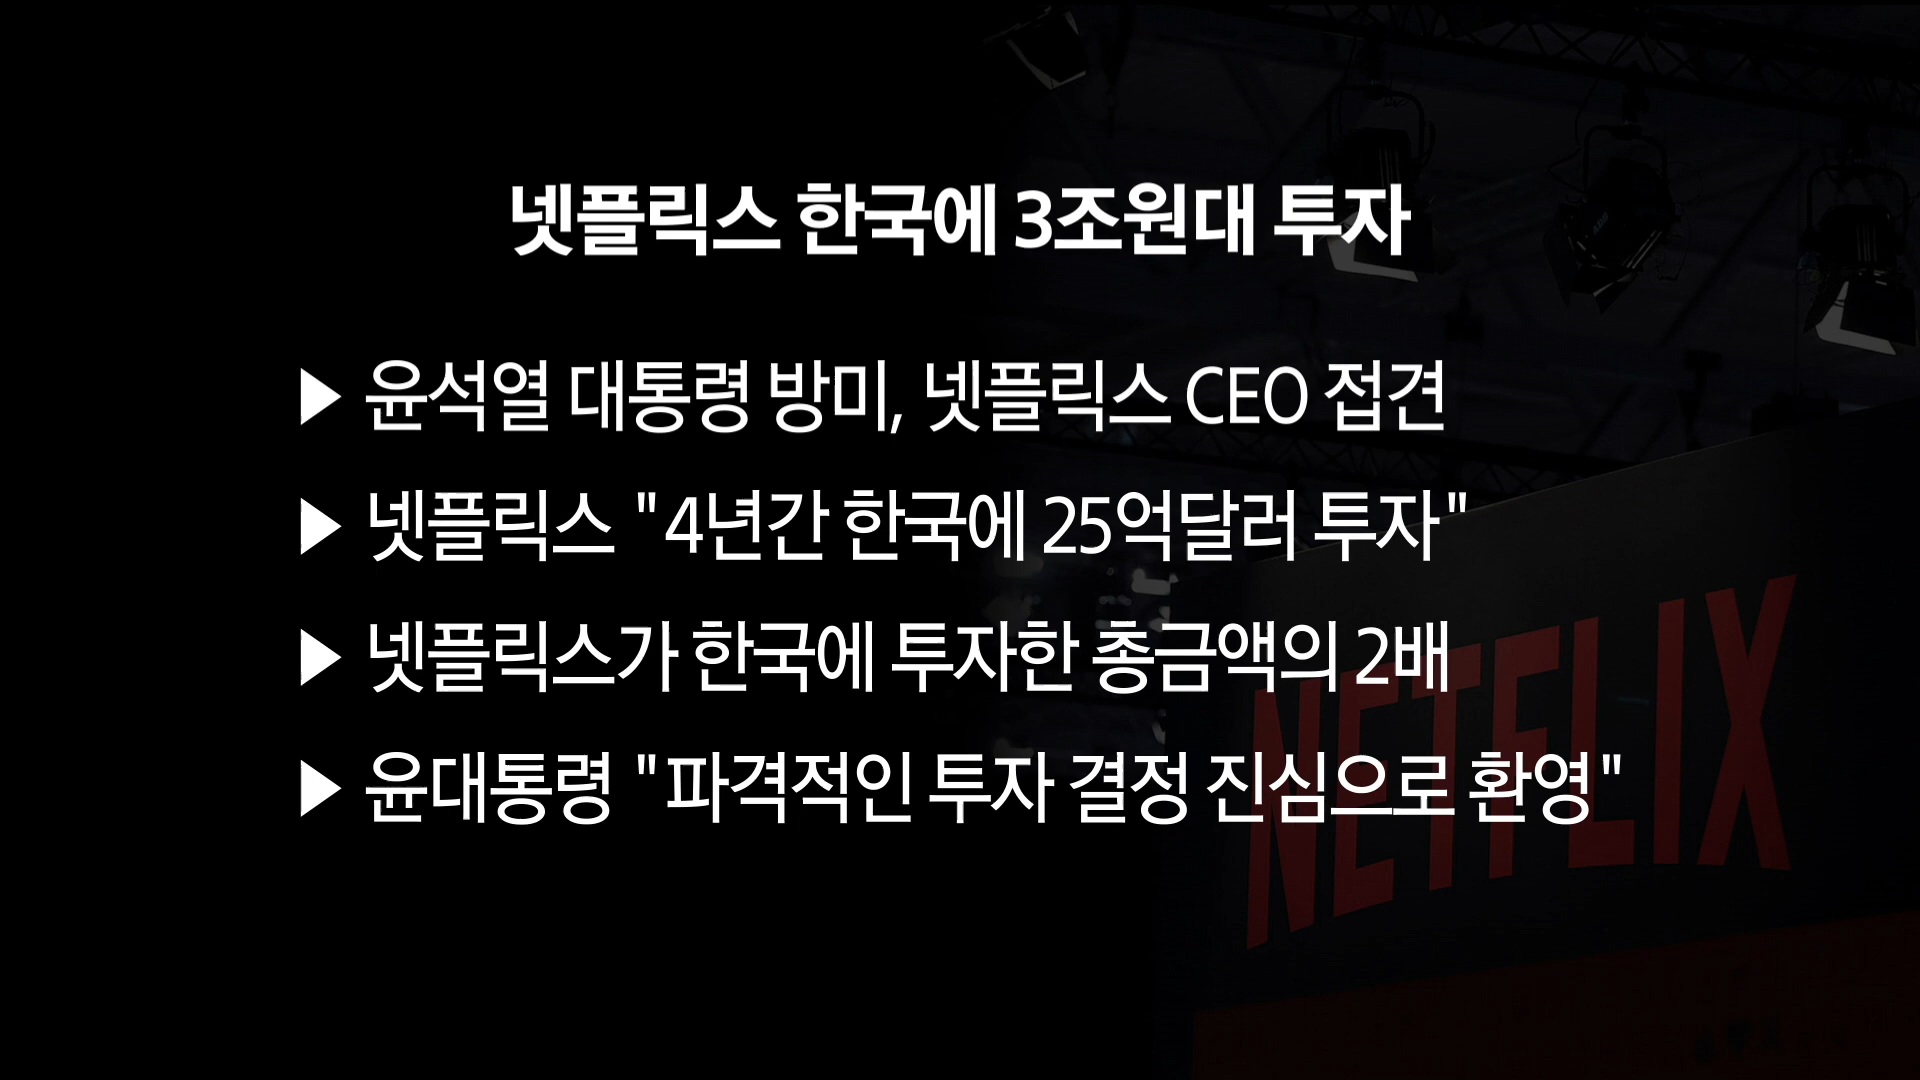 넷플릭스 한국에 3조원대 투자
▶ 윤석열 대통령 방미, 넷플릭스 CEO 접견
▶ 넷플릭스 "4년간 한국에 25억달러 투자"
▶ 넷플릭스가 한국에 투자한 총금액의 2배
▶ 윤대통령 "파격적인 투자 결정 진심으로 환영"
NETFLIX